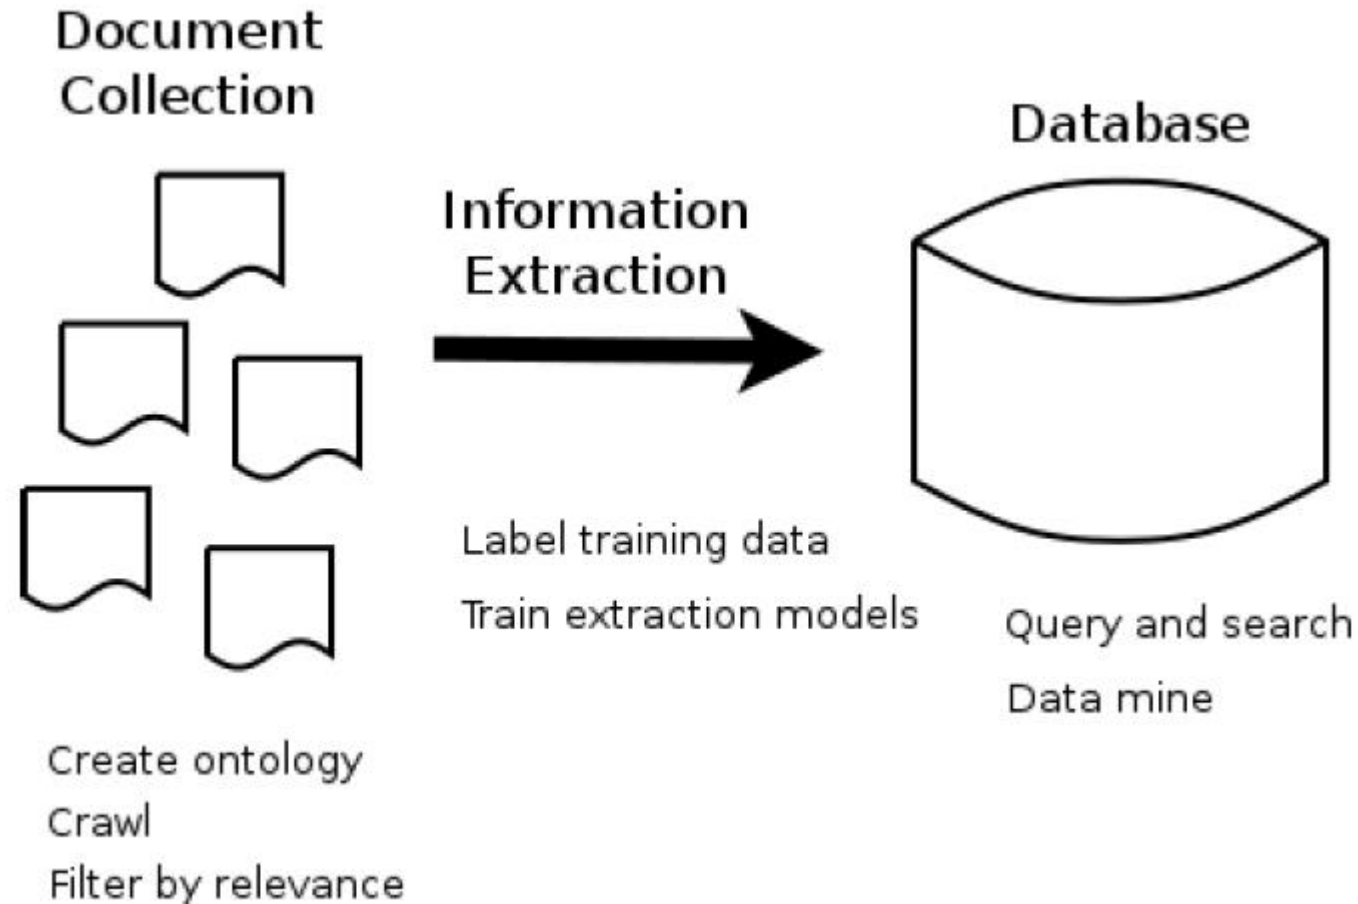 Document
Collection
Information
Extraction
Database
Label training data
Train extraction models
Query and search
Data mine
Create ontology
Crawl
Filter by relevance